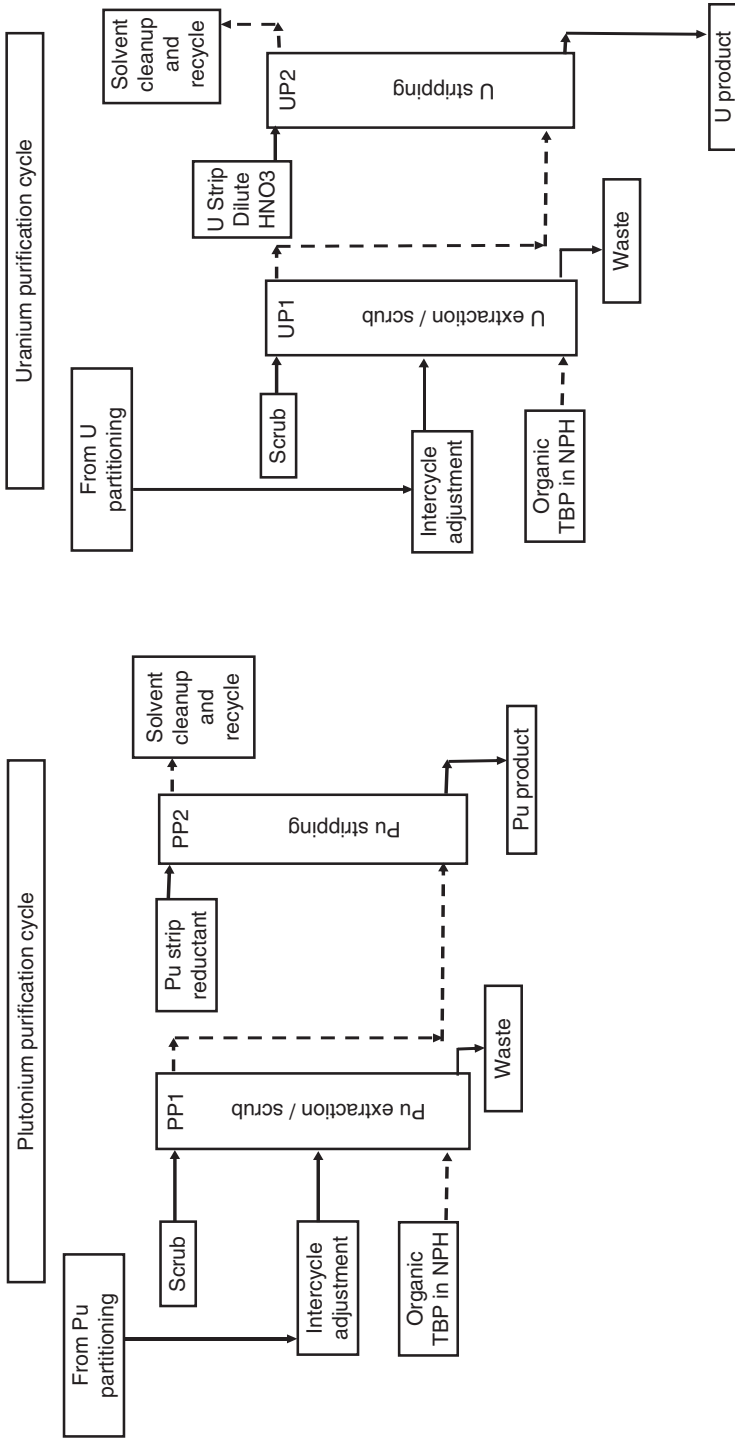 Plutonium purification cycle
From Pu
partitioning
Scrub
Intercycle
adjustment
Organic
TBP in NPH
PP1
Pu extraction / scrub
Waste
Pu strip
reductant
PP2
Pu stripping
Solvent
cleanup
and
recycle
Pu product
Uranium purification cycle
From U
partitioning
Scrub
Intercycle
adjustment
Organic
TBP in NPH
UP1
U extraction / scrub
Waste
U Strip
Dilute
HNO3
UP2
U stripping
Solvent
cleanup
and
recycle
U product